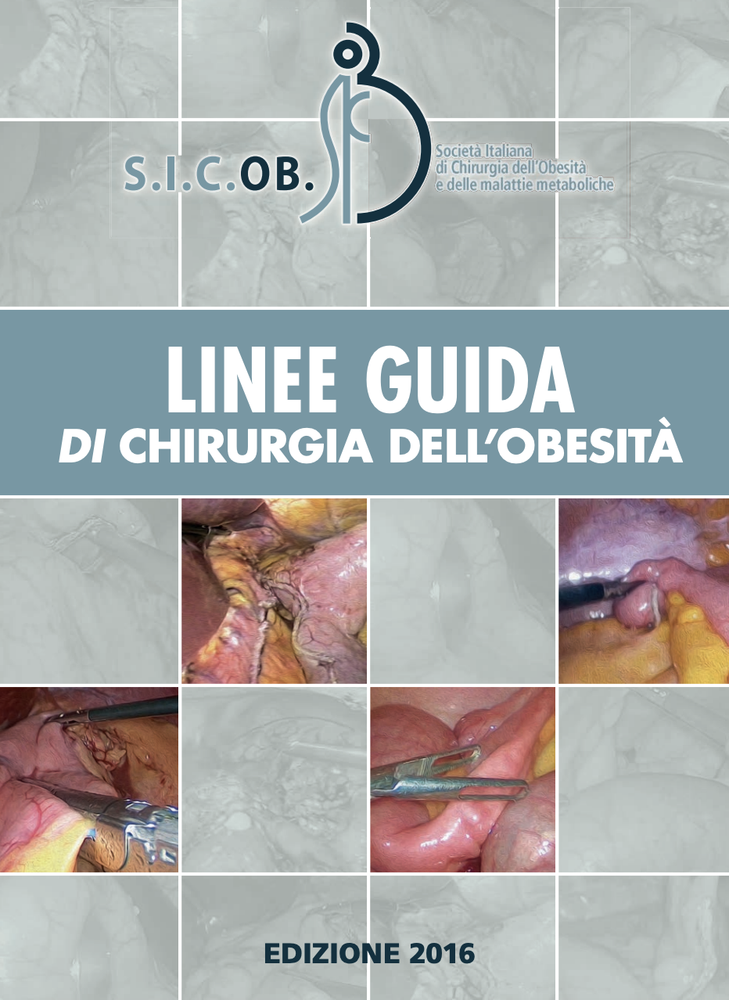 S.I.C.OB.
Società Italiana
di Chirurgia dell'Obesità
e delle malattie metaboliche
LINEE GUIDA
DI CHIRURGIA DELL'OBESITÀ
EDIZIONE 2016